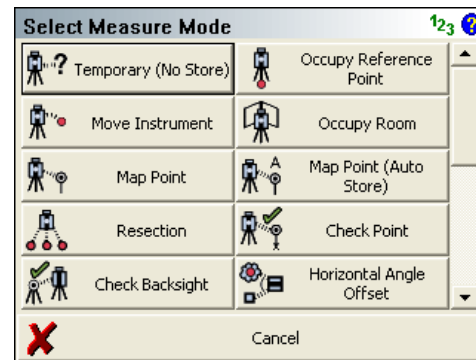 Select Measure Mode 123 ?
? Temporary (No Store)
Occupy Reference
Point
Move Instrument
Occupy Room
Map Point
A Map Point (Auto
Store)
Resection
Check Point
Check Backsight
Horizontal Angle
Offset
Cancel